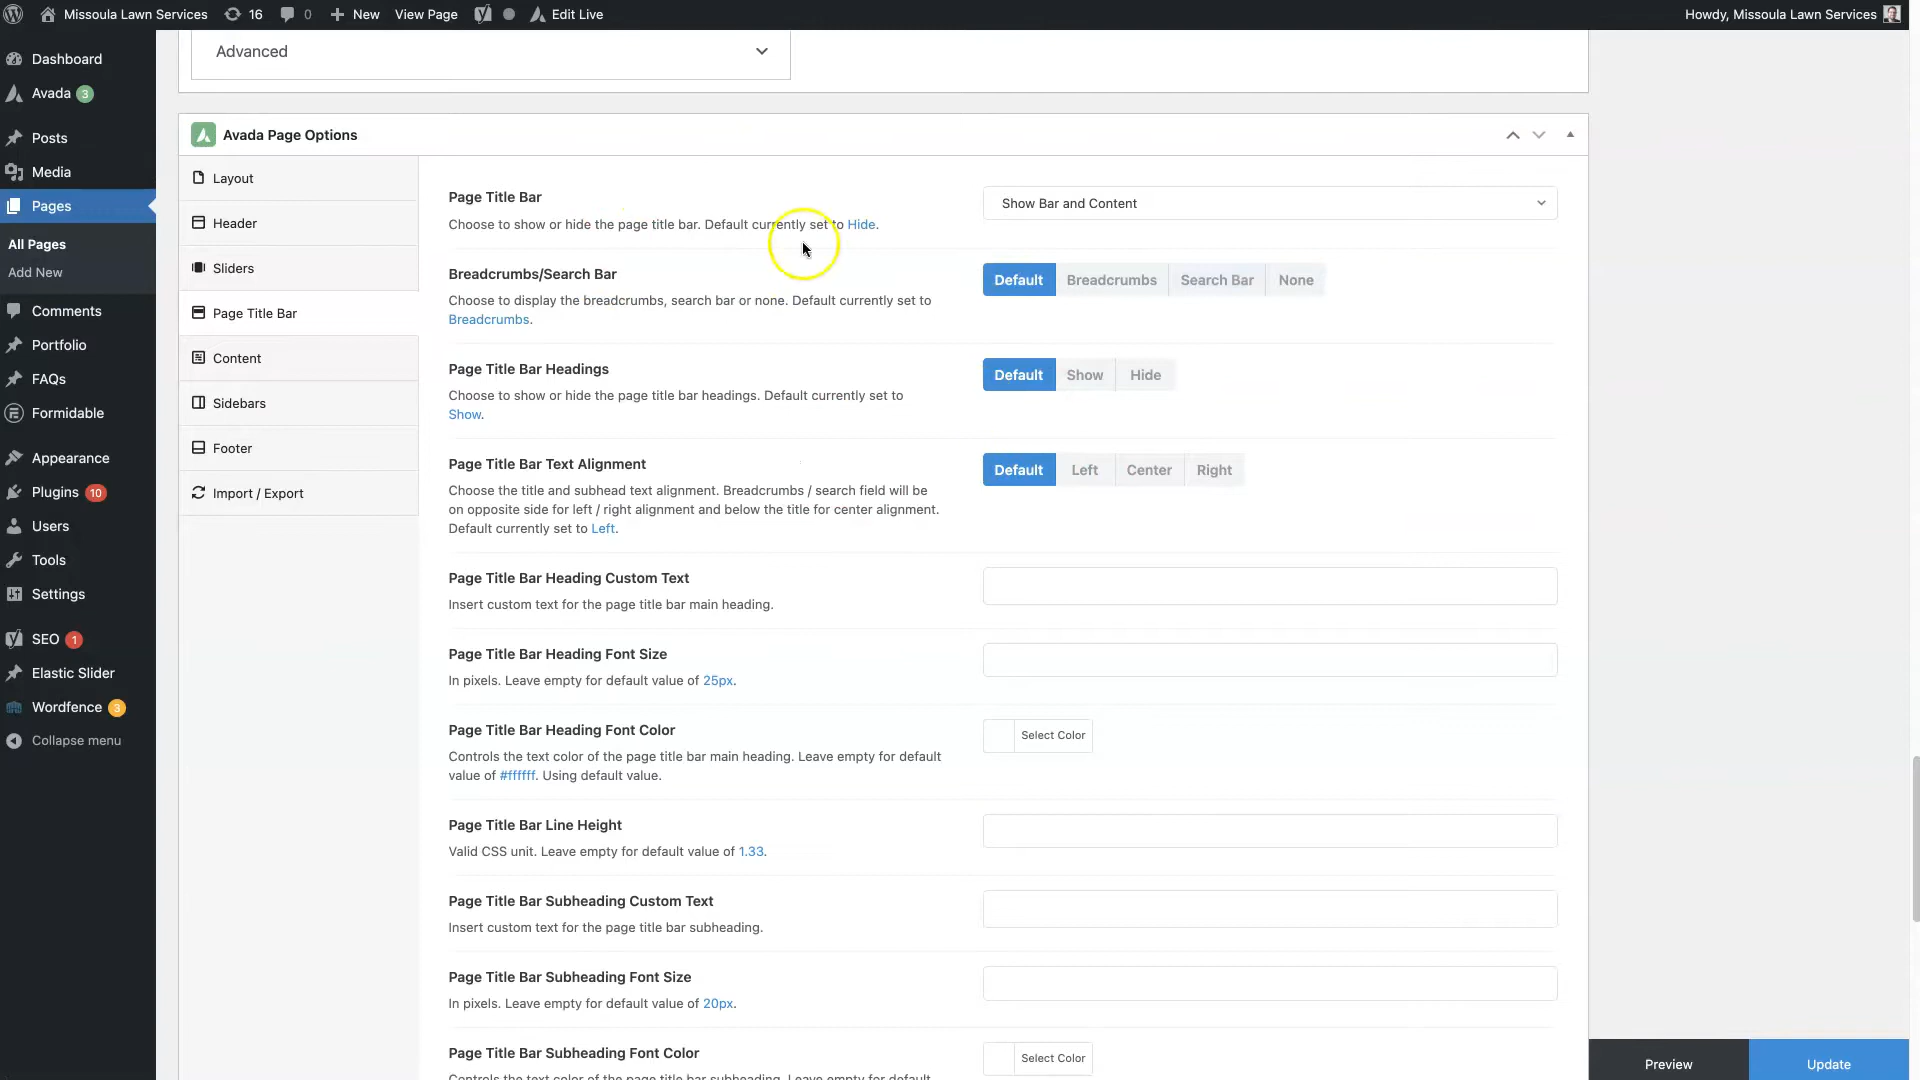 Missoula Lawn Services 16 0 New View Page Edit Live Howdy, Missoula Lawn Services
Dashboard
Avada 3
Posts
Media
Pages
All Pages
Add New
Comments
Portfolio
FAQs
Formidable
Appearance
Plugins 10
Users
Tools
Settings
SEO 1
Elastic Slider
Wordfence 3
Collapse menu
Advanced
Avada Page Options
Layout
Header
Sliders
Page Title Bar
Content
Sidebars
Footer
Import / Export
Page Title Bar
Choose to show or hide the page title bar. Default currently set to Hide.
Show Bar and Content
Breadcrumbs/Search Bar
Choose to display the breadcrumbs, search bar or none. Default currently set to
Breadcrumbs.
Default Breadcrumbs Search Bar None
Page Title Bar Headings
Choose to show or hide the page title bar headings. Default currently set to
Show.
Default Show Hide
Page Title Bar Text Alignment
Choose the title and subhead text alignment. Breadcrumbs / search field will be
on opposite side for left / right alignment and below the title for center alignment.
Default currently set to Left.
Default Left Center Right
Page Title Bar Heading Custom Text
Insert custom text for the page title bar main heading.
Page Title Bar Heading Font Size
In pixels. Leave empty for default value of 25px.
Page Title Bar Heading Font Color
Controls the text color of the page title bar main heading. Leave empty for default
value of #ffffff. Using default value.
Select Color
Page Title Bar Line Height
Valid CSS unit. Leave empty for default value of 1.33.
Page Title Bar Subheading Custom Text
Insert custom text for the page title bar subheading.
Page Title Bar Subheading Font Size
In pixels. Leave empty for default value of 20px.
Page Title Bar Subheading Font Color
Controls the text color of the page title bar subheading. Leave empty for default
Select Color
Preview Update